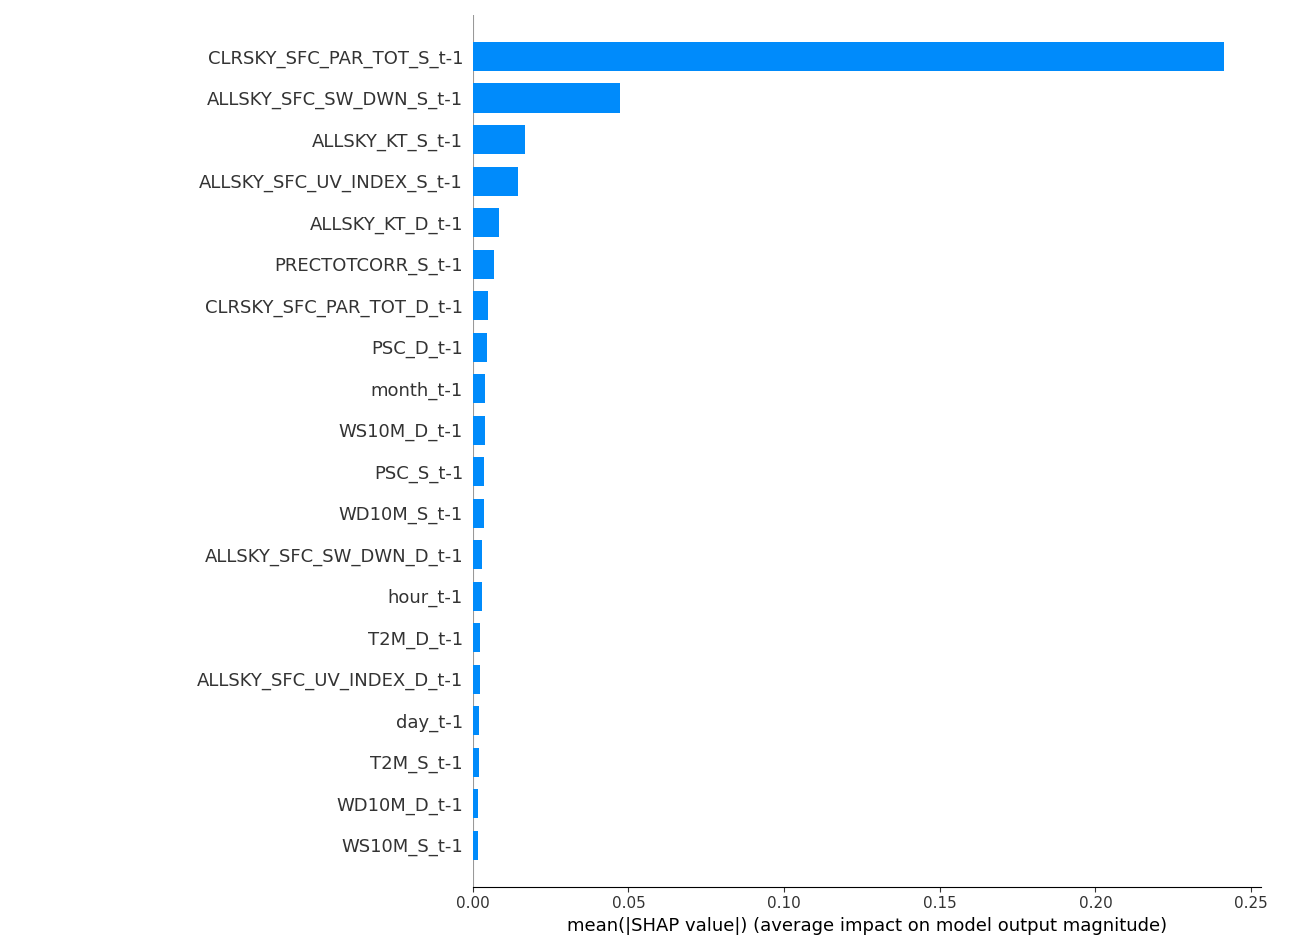 CLRSKY_SFC_PAR_TOT_S_t-1
ALLSKY_SFC_SW_DWN_S_t-1
ALLSKY_KT_S_t-1
ALLSKY_SFC_UV_INDEX_S_t-1
ALLSKY_KT_D_t-1
PRECTOTCORR_S_t-1
CLRSKY_SFC_PAR_TOT_D_t-1
PSC_D_t-1
month_t-1
WS10M_D_t-1
PSC_S_t-1
WD10M_S_t-1
ALLSKY_SFC_SW_DWN_D_t-1
hour_t-1
T2M_D_t-1
ALLSKY_SFC_UV_INDEX_D_t-1
day_t-1
T2M_S_t-1
WD10M_D_t-1
WS10M_S_t-1
0.00 0.05 0.10 0.15 0.20 0.25
mean(|SHAP value|) (average impact on model output magnitude)